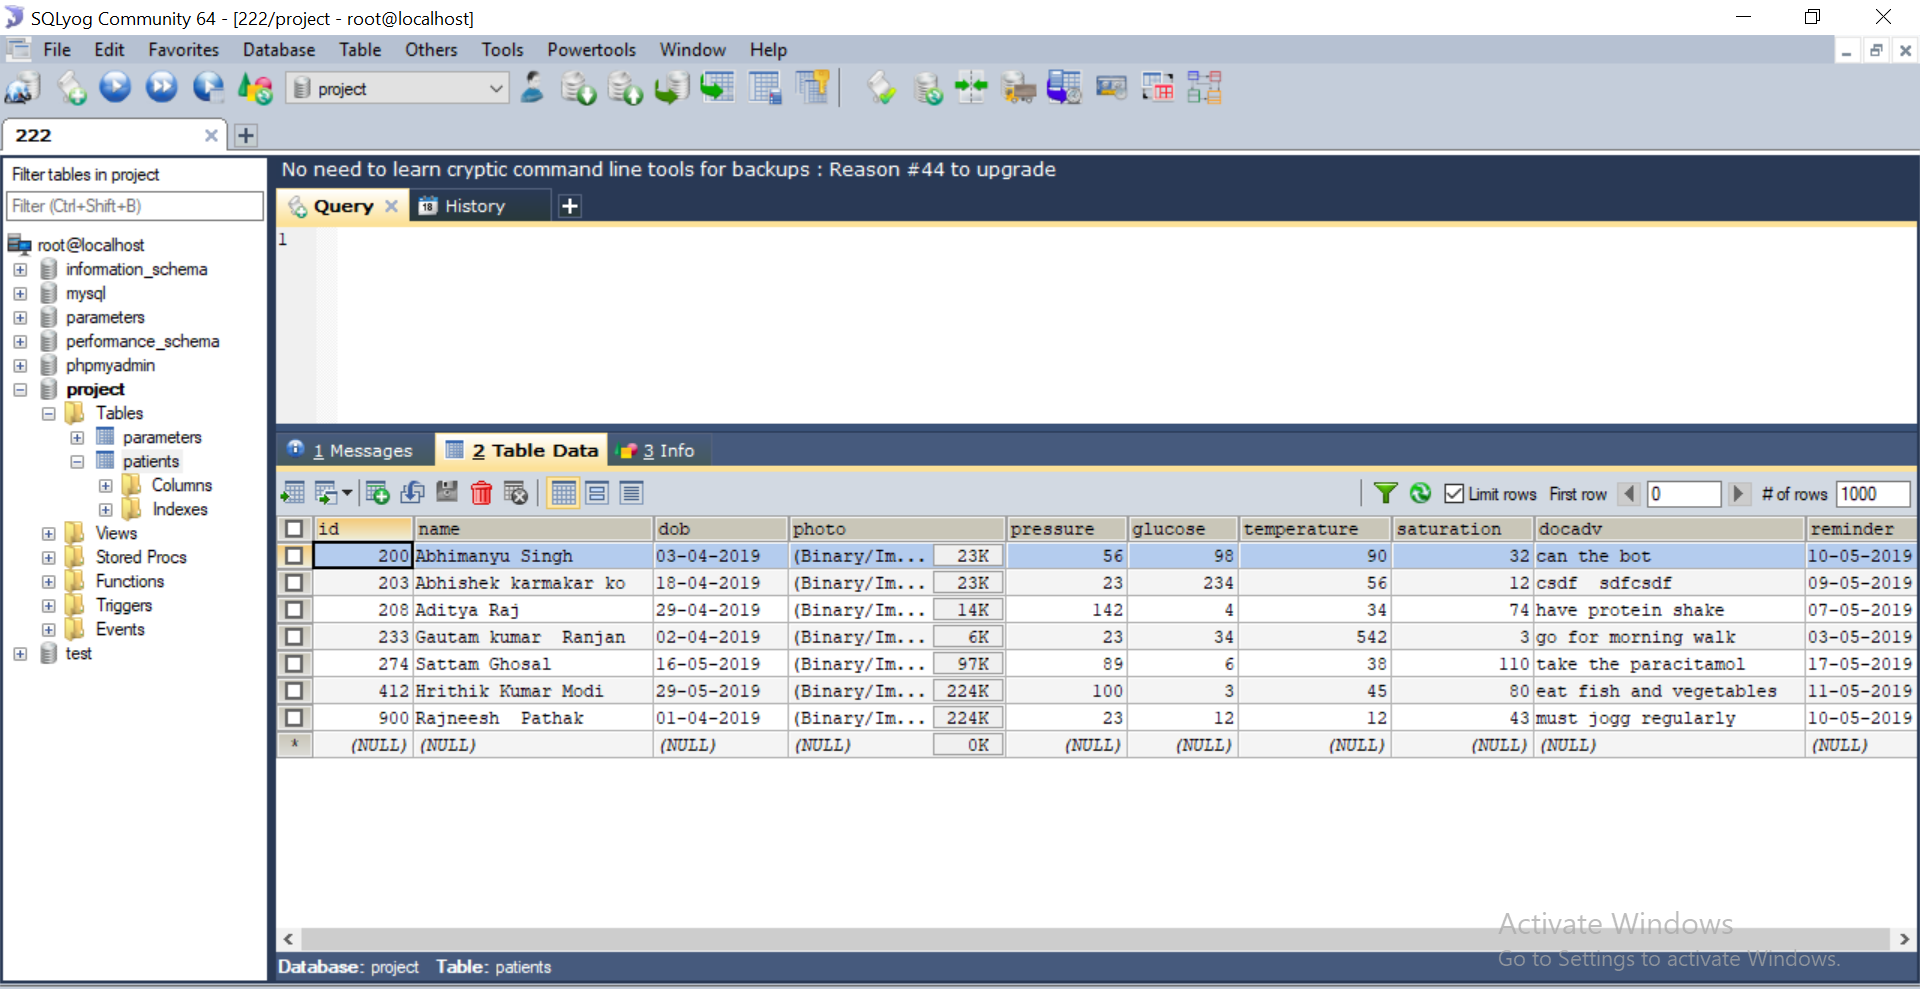 SQLyog Community 64 - [222/project - root@localhost]
File Edit Favorites Database Table Others Tools Powertools Window Help
project
222
Filter tables in project
Filter (Ctrl+Shift+B)
root@localhost
information_schema
mysql
parameters
performance_schema
phpmyadmin
project
Tables
parameters
patients
Columns
Indexes
Views
Stored Procs
Functions
Triggers
Events
test
No need to learn cryptic command line tools for backups : Reason #44 to upgrade
Query History
1
1 Messages 2 Table Data 3 Info
Limit rows First row 0 # of rows 1000
id name dob photo pressure glucose temperature saturation docadv reminder
200 Abhimanyu Singh 03-04-2019 (Binary/Im... 23K 56 98 90 32 can the bot 10-05-2019
203 Abhishek karmakar ko 18-04-2019 (Binary/Im... 23K 23 234 56 12 csdf sdfcsdf 09-05-2019
208 Aditya Raj 29-04-2019 (Binary/Im... 14K 142 4 34 74 have protein shake 07-05-2019
233 Gautam kumar Ranjan 02-04-2019 (Binary/Im... 6K 23 34 542 3 go for morning walk 03-05-2019
274 Sattam Ghosal 16-05-2019 (Binary/Im... 97K 89 6 38 110 take the paracitamol 17-05-2019
412 Hrithik Kumar Modi 29-05-2019 (Binary/Im... 224K 100 3 45 80 eat fish and vegetables 11-05-2019
900 Rajneesh Pathak 01-04-2019 (Binary/Im... 224K 23 12 12 43 must jogg regularly 10-05-2019
* (NULL) (NULL) (NULL) (NULL) 0K (NULL) (NULL) (NULL) (NULL) (NULL) (NULL)
Activate Windows
Go to Settings to activate Windows.
Database: project Table: patients